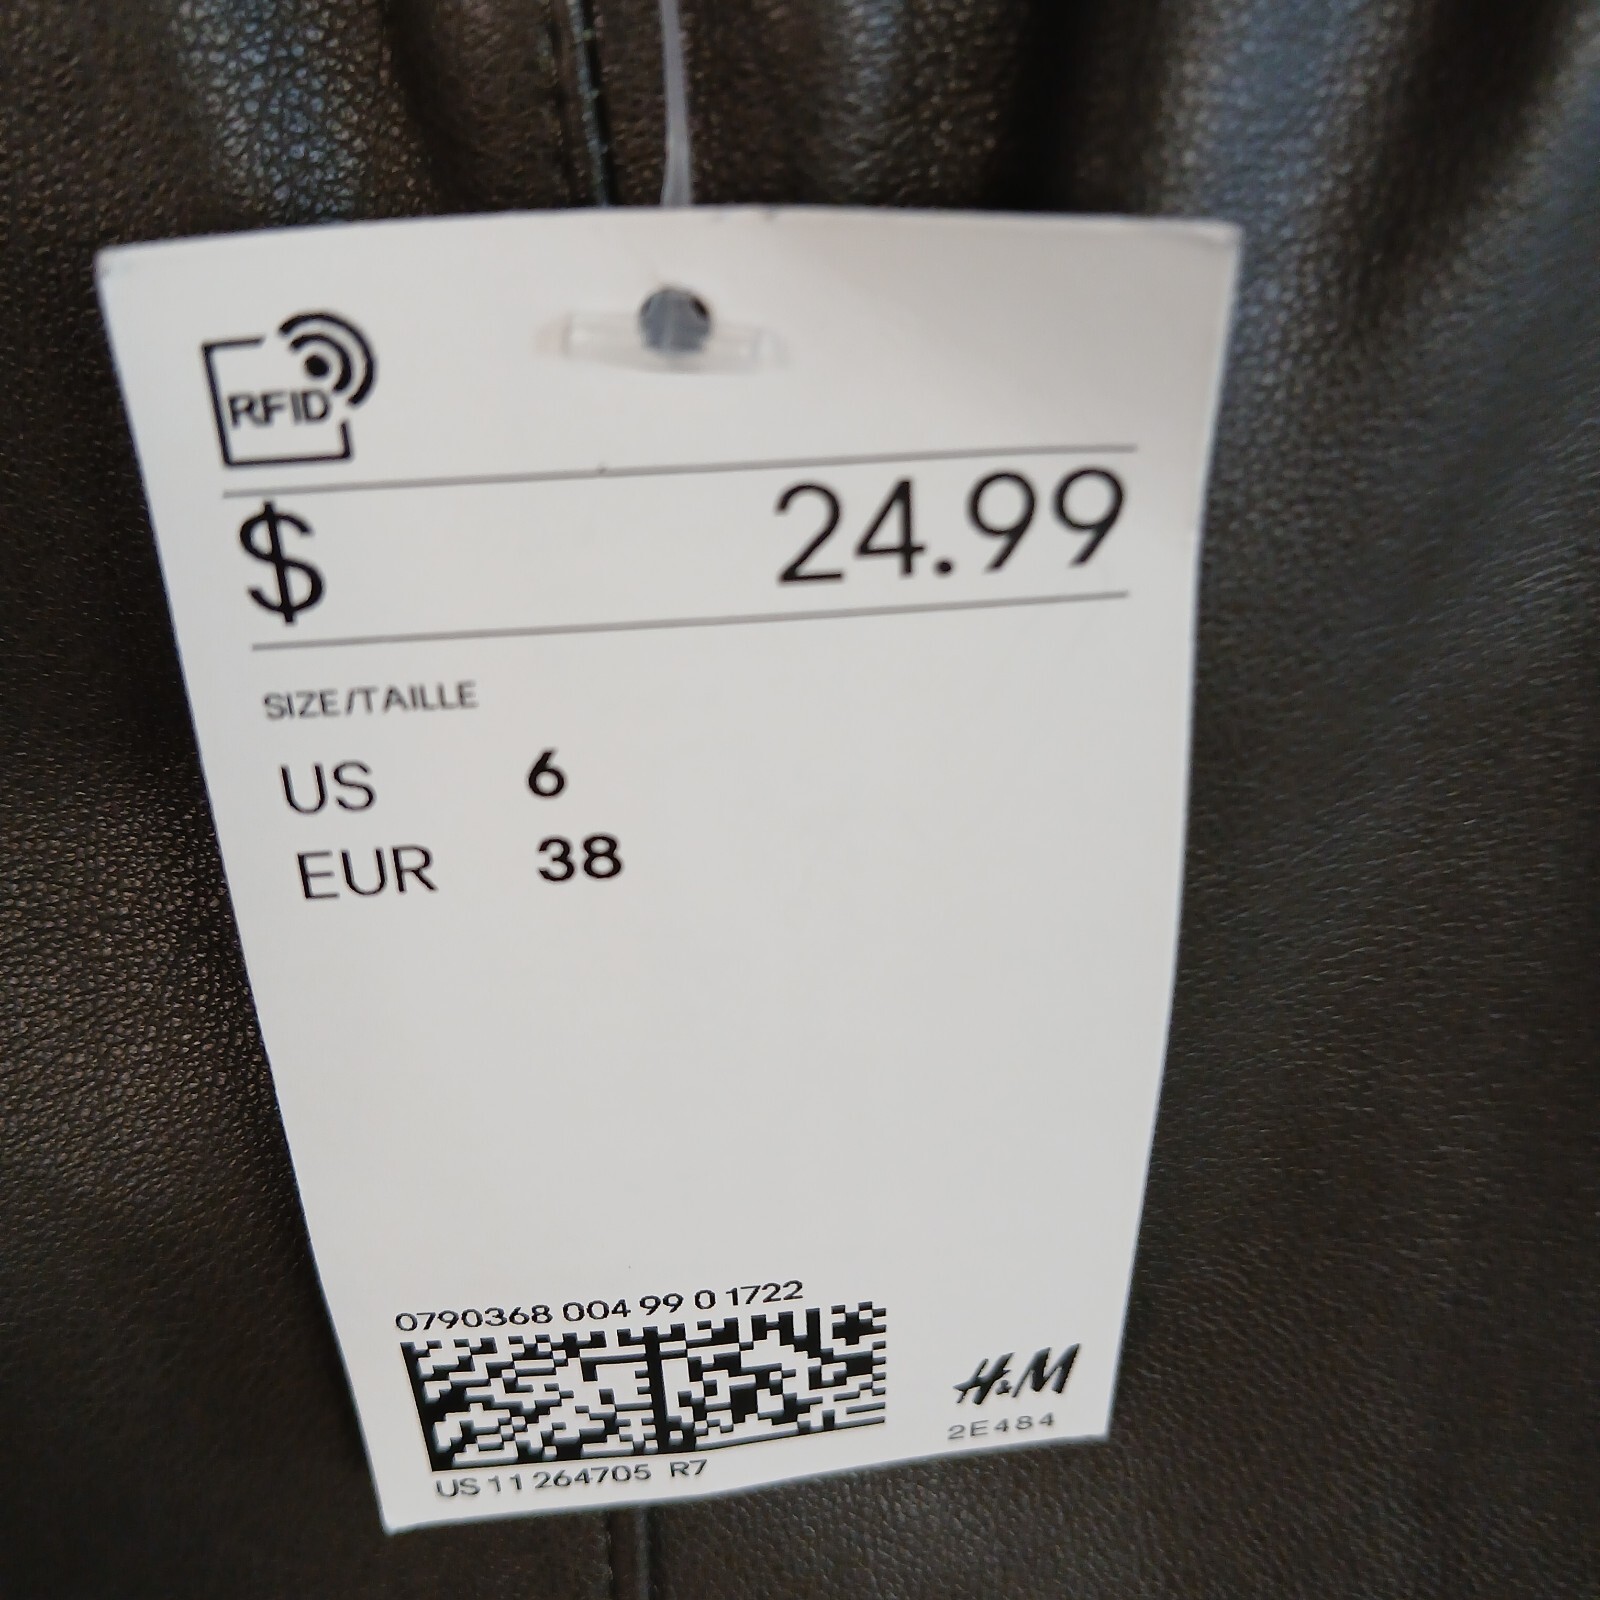 RFID
$ 24.99
SIZE/TAILLE
US 6
EUR 38
0790368 004 99 0 1722
H&M
2E484
US 11 264705 R7